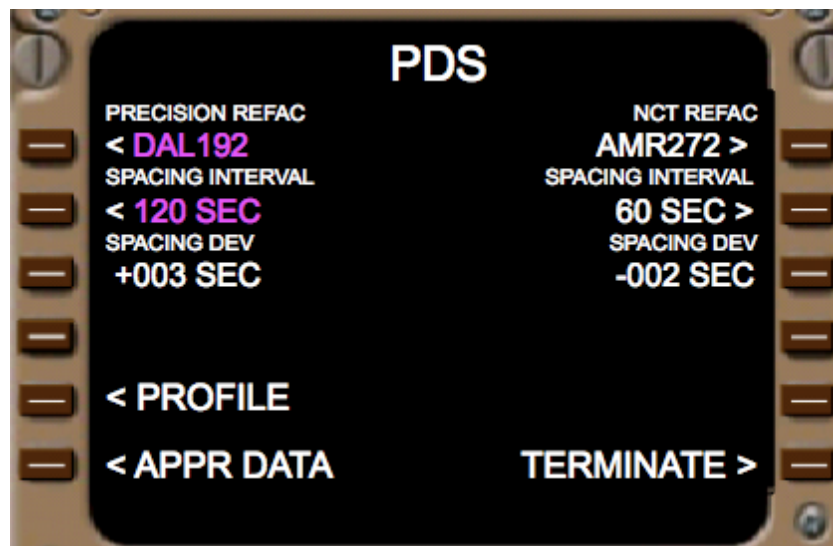 PDS
PRECISION REFAC NCT REFAC
< DAL192 AMR272 >
SPACING INTERVAL SPACING INTERVAL
< 120 SEC 60 SEC >
SPACING DEV SPACING DEV
+003 SEC -002 SEC
< PROFILE
< APPR DATA TERMINATE >